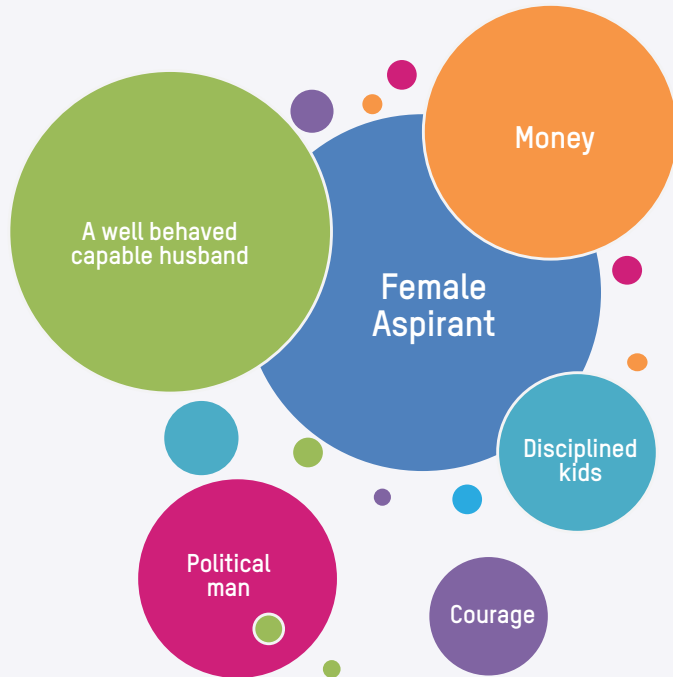 Money
A well behaved
capable husband
Female
Aspirant
Disciplined
kids
Political
man
Courage